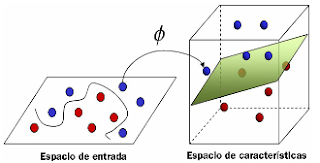 ϕ
Espacio de entrada
Espacio de características